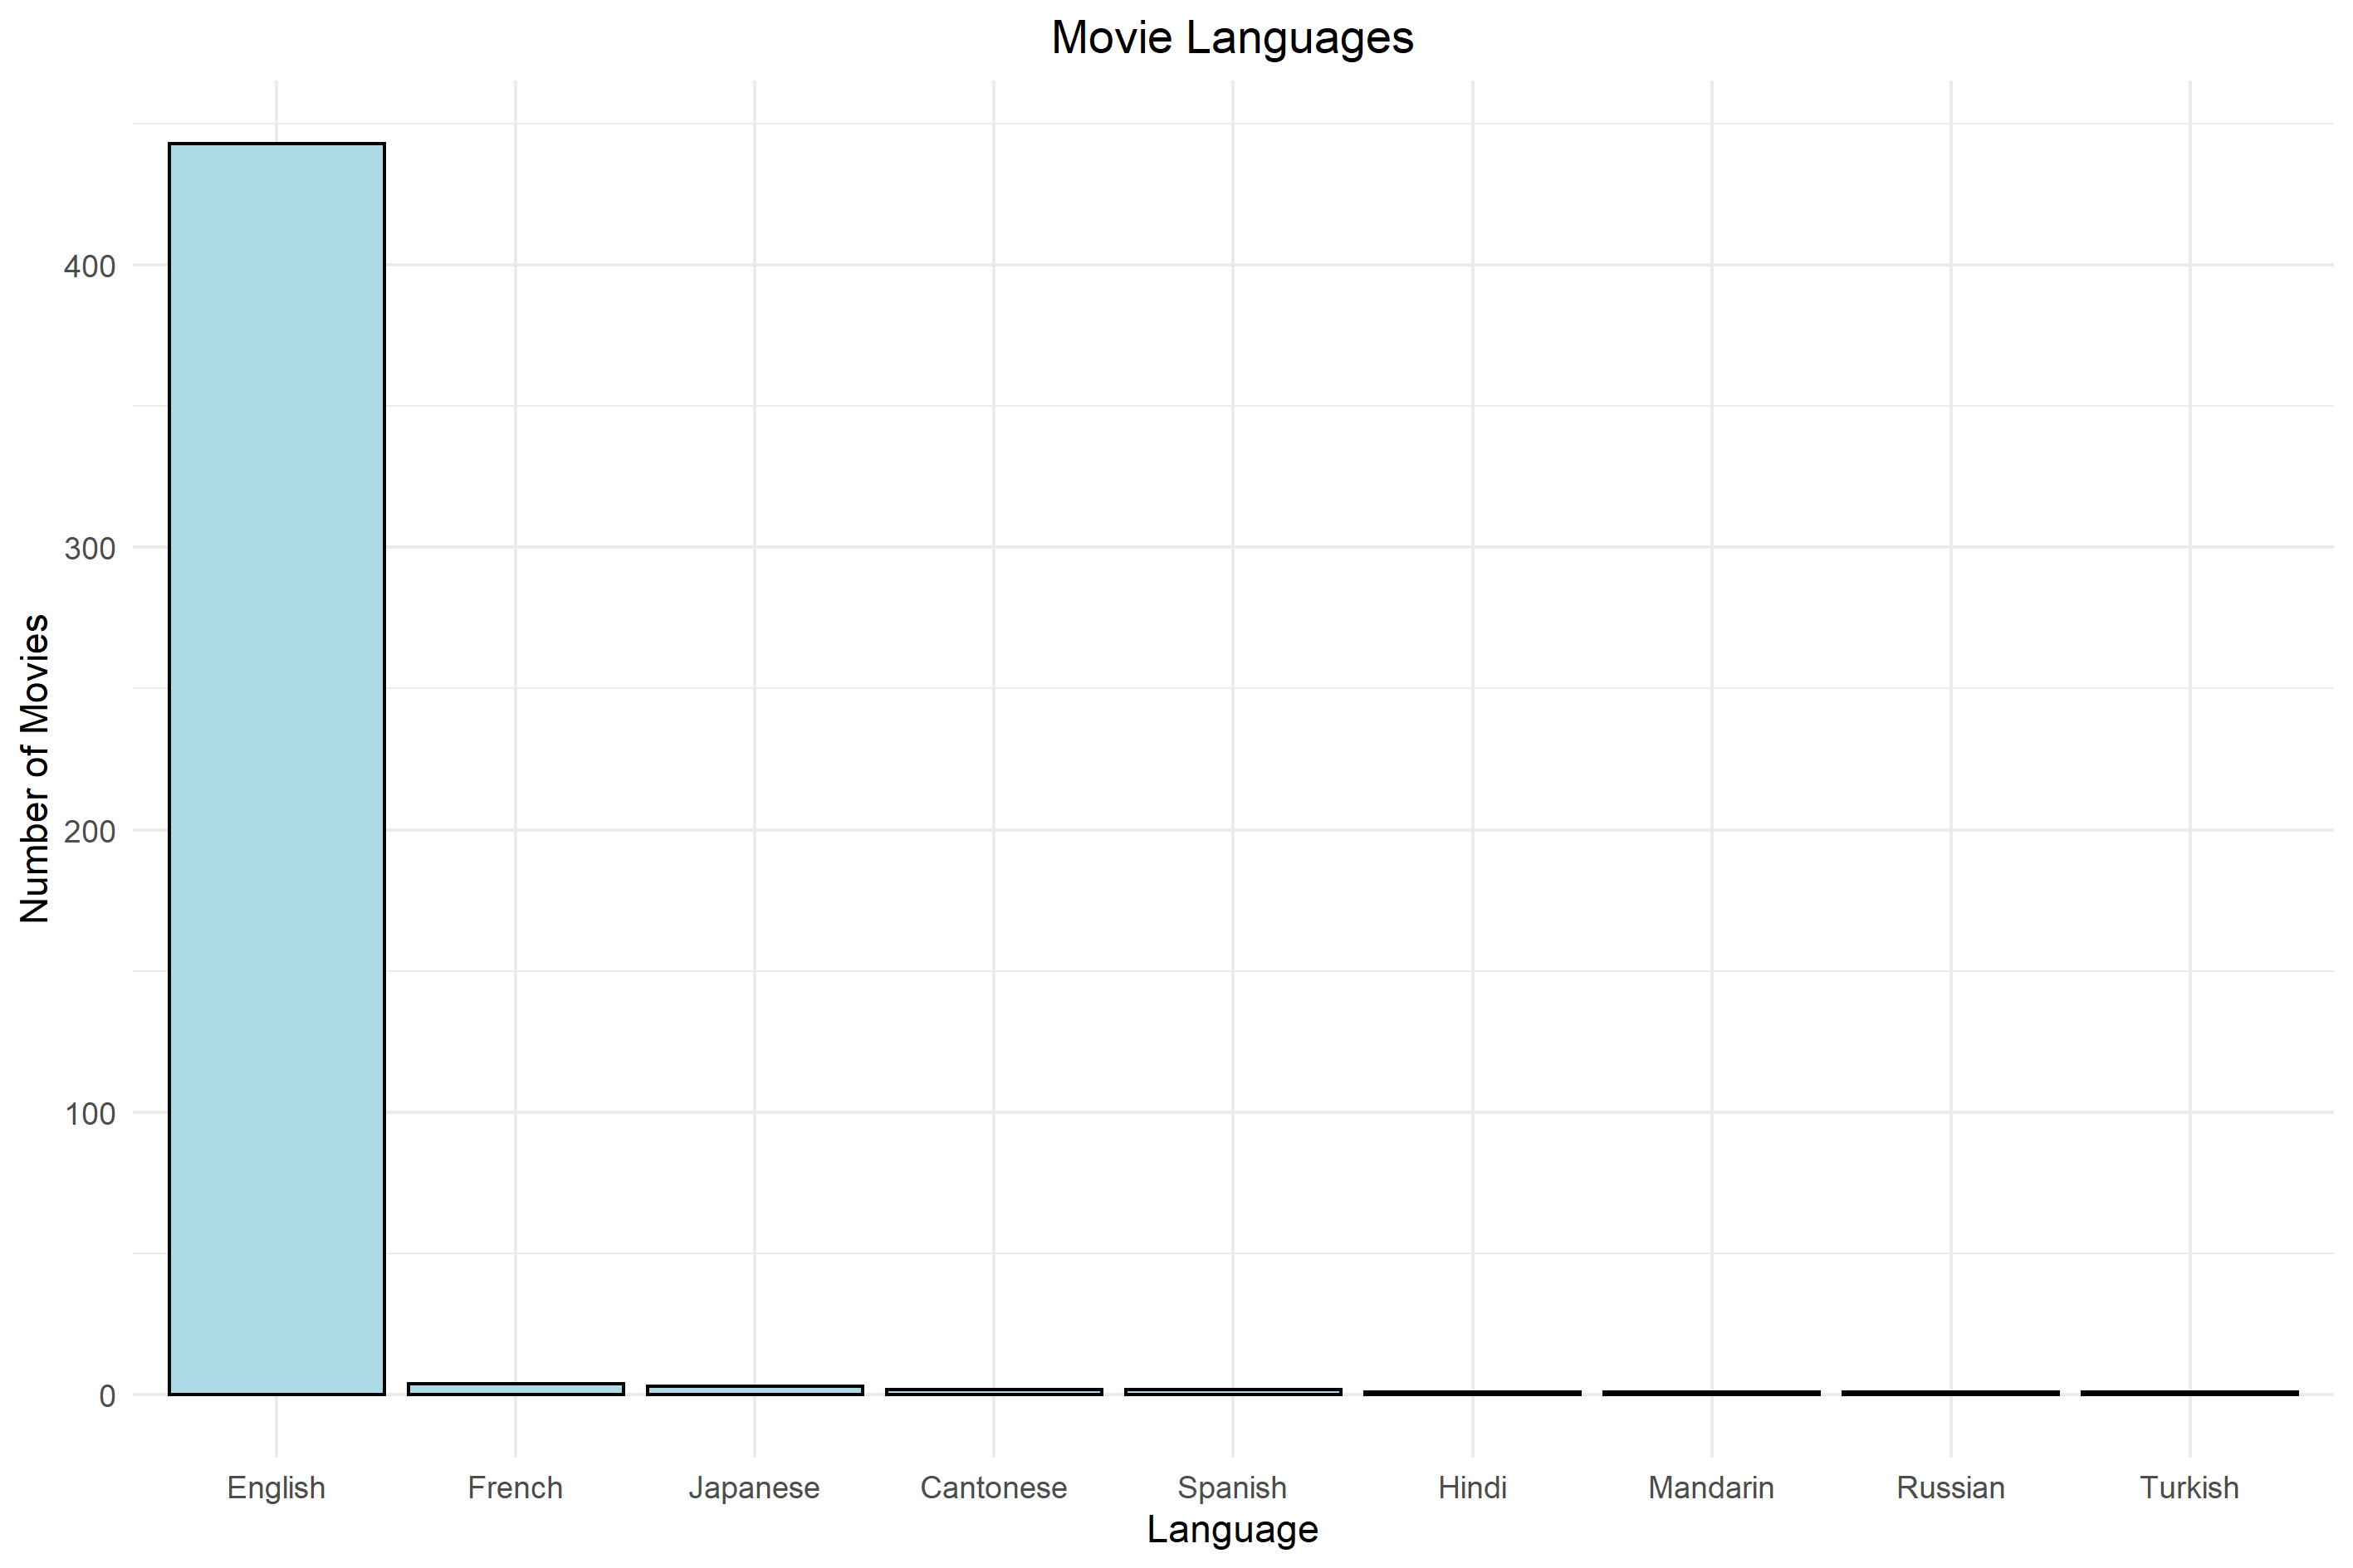 Movie Languages
Number of Movies
400
300
200
100
0
English French Japanese Cantonese Spanish Hindi Mandarin Russian Turkish
Language